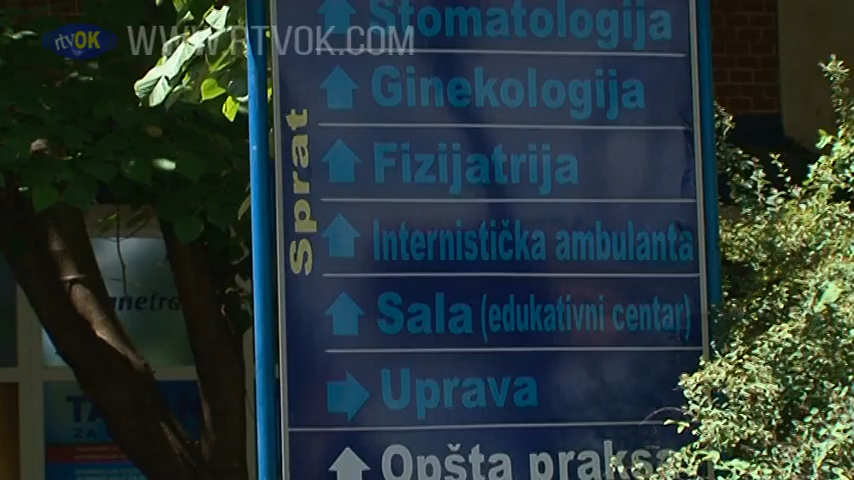 rtvOK WWW.RTVOK.COM
Stomatologija
Ginekologija
Fizijatrija
Internistička ambulanta
Sala (edukativni centar)
Uprava
Opšta praksa
Sprat